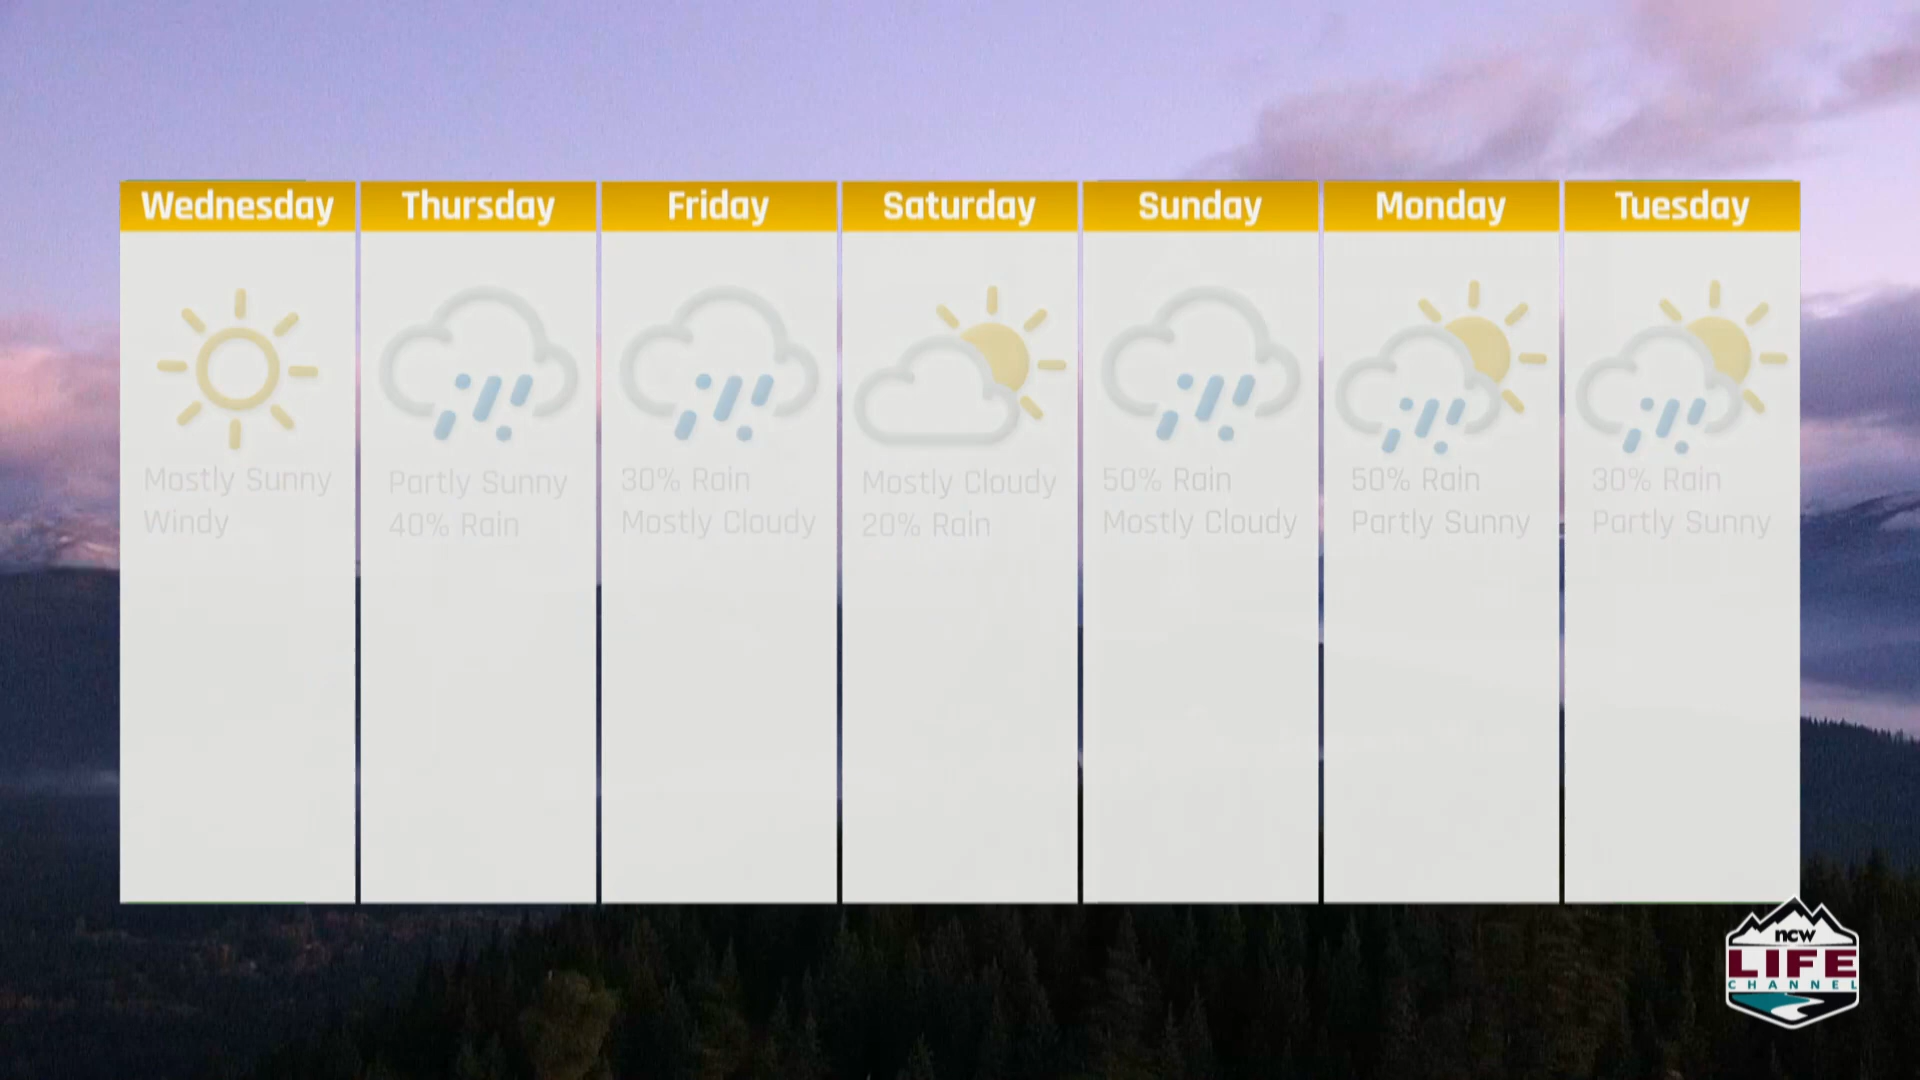 Wednesday
Mostly Sunny
Windy
Thursday
Partly Sunny
40% Rain
Friday
30% Rain
Mostly Cloudy
Saturday
Mostly Cloudy
20% Rain
Sunday
50% Rain
Mostly Cloudy
Monday
50% Rain
Partly Sunny
Tuesday
30% Rain
Partly Sunny
ncw
LIFE
CHANNEL